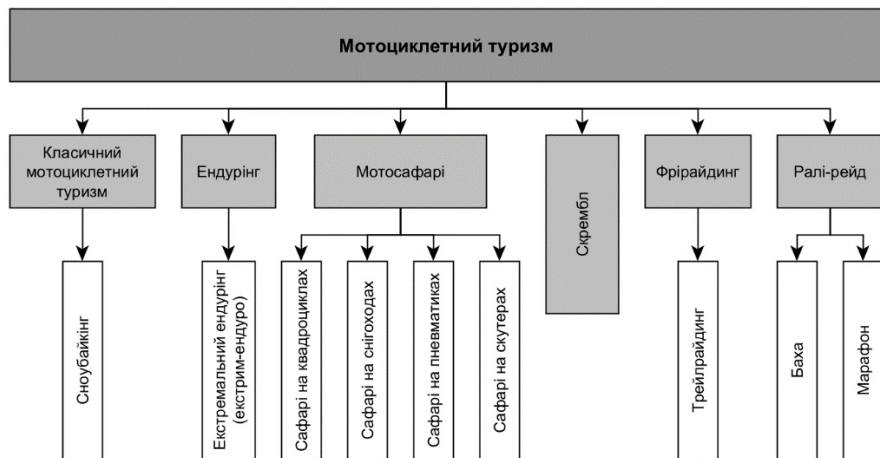 Мотоциклетний туризм
Класичний
мотоциклетний
туризм
Ендурінг
Мотосафарі
Скрембл
Фрірайдинг
Ралі-рейд
Сноубайкінг
Екстремальний ендурінг
(екстрим-ендуро)
Сафарі на квадроциклах
Сафарі на снігоходах
Сафарі на пневматиках
Сафарі на скутерах
Трейлрайдинг
Баха
Марафон